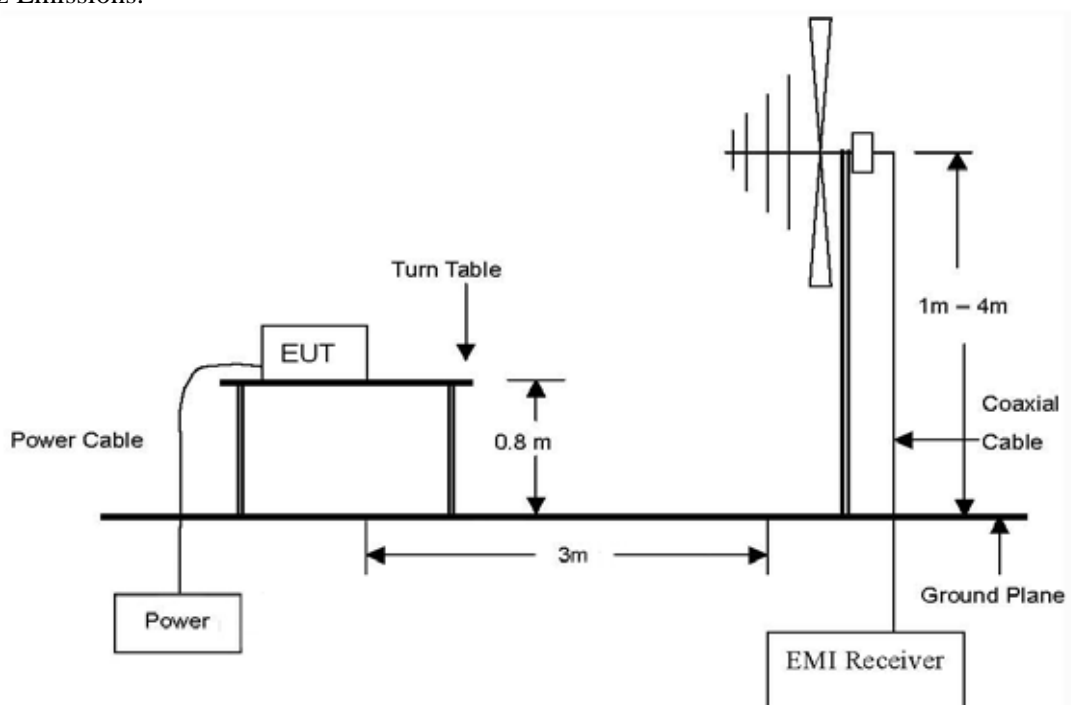 Emissions.
Turn Table
EUT
1m – 4m
Coaxial
Cable
Power Cable
0.8 m
3m
Ground Plane
Power
EMI Receiver